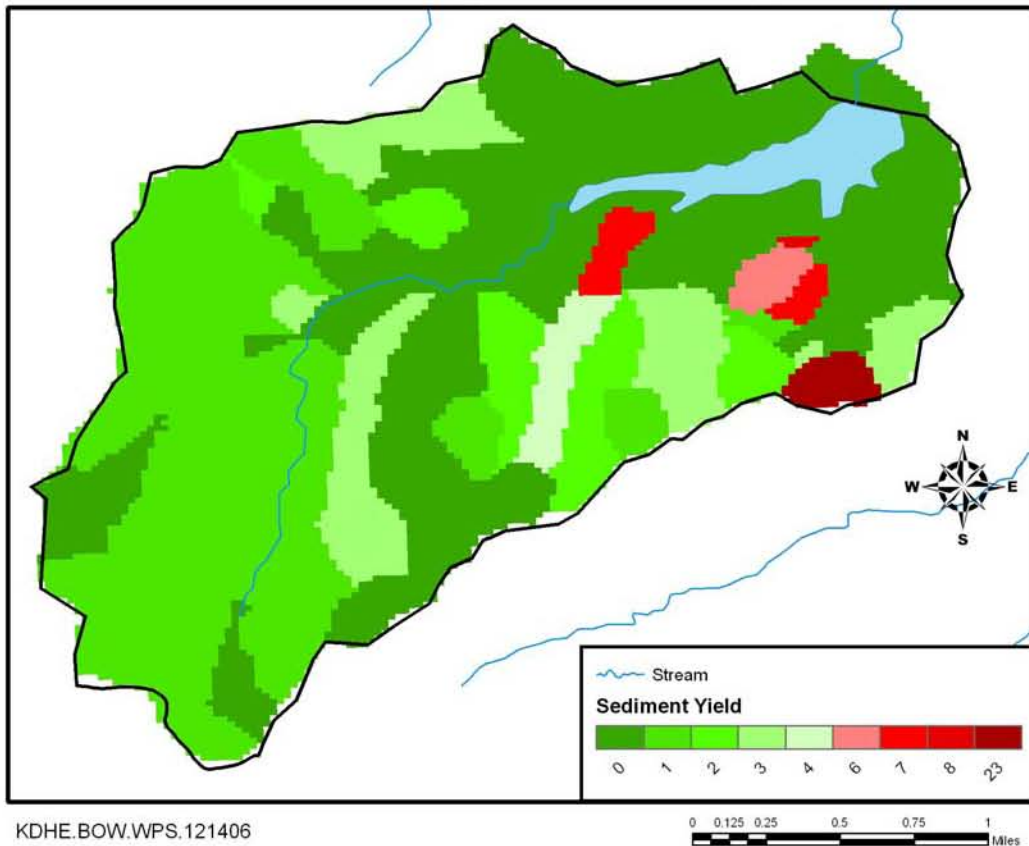 N
W E
S
Stream
Sediment Yield
0 1 2 3 4 6 7 8 23
KDHE.BOW.WPS.121406
0 0.125 0.25 0.5 0.75 1
Miles